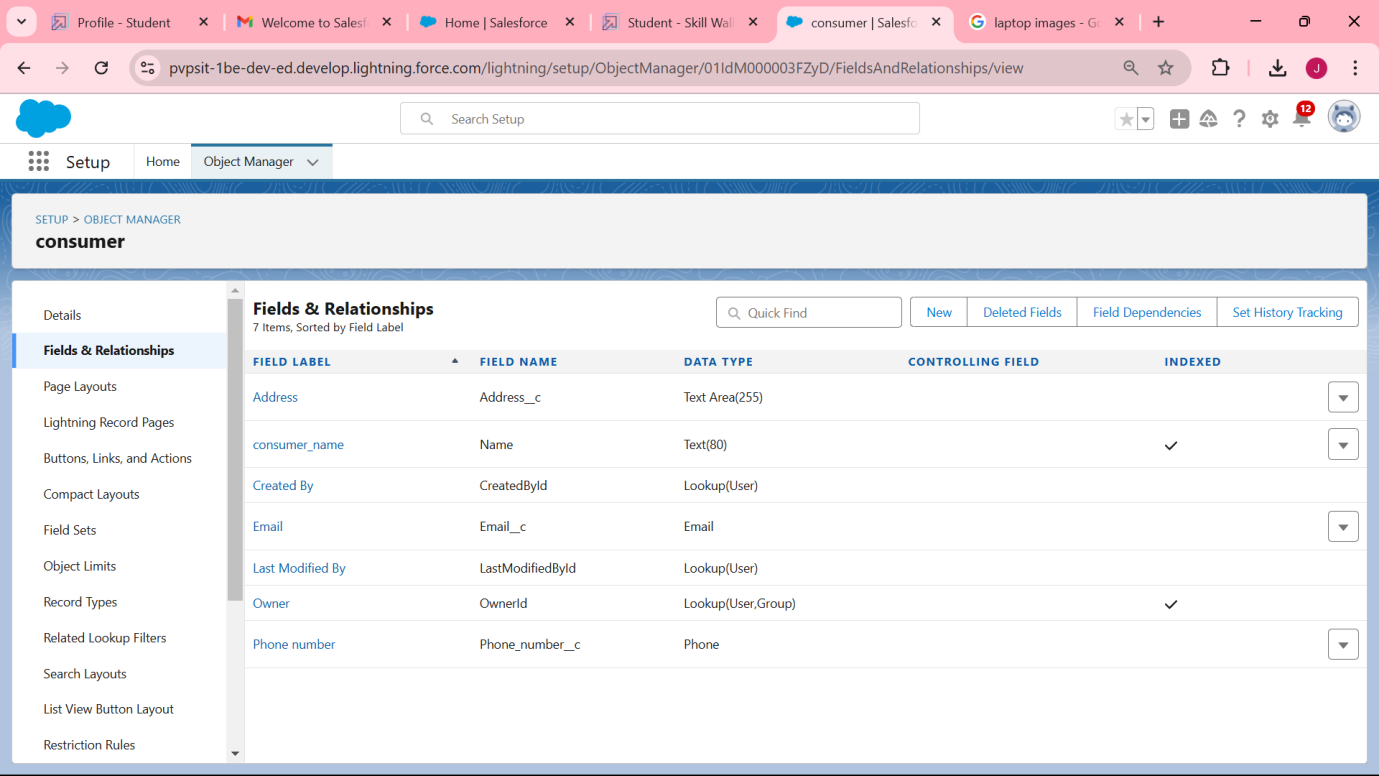 Profile - Student
Welcome to Salesf
Home | Salesforce
Student - Skill Wall
consumer | Salesfo
laptop images - Go
pvpsit-1be-dev-ed.develop.lightning.force.com/lightning/setup/ObjectManager/01IdM000003FZyD/FieldsAndRelationships/view
J
Search Setup
12
Setup
Home
Object Manager
SETUP > OBJECT MANAGER
consumer
Details
Fields & Relationships
Page Layouts
Lightning Record Pages
Buttons, Links, and Actions
Compact Layouts
Field Sets
Object Limits
Record Types
Related Lookup Filters
Search Layouts
List View Button Layout
Restriction Rules
Fields & Relationships
7 Items, Sorted by Field Label
Quick Find
New
Deleted Fields
Field Dependencies
Set History Tracking
FIELD LABEL FIELD NAME DATA TYPE CONTROLLING FIELD INDEXED
Address Address__c Text Area(255)
consumer_name Name Text(80)
Created By CreatedById Lookup(User)
Email Email__c Email
Last Modified By LastModifiedById Lookup(User)
Owner OwnerId Lookup(User,Group)
Phone number Phone_number__c Phone